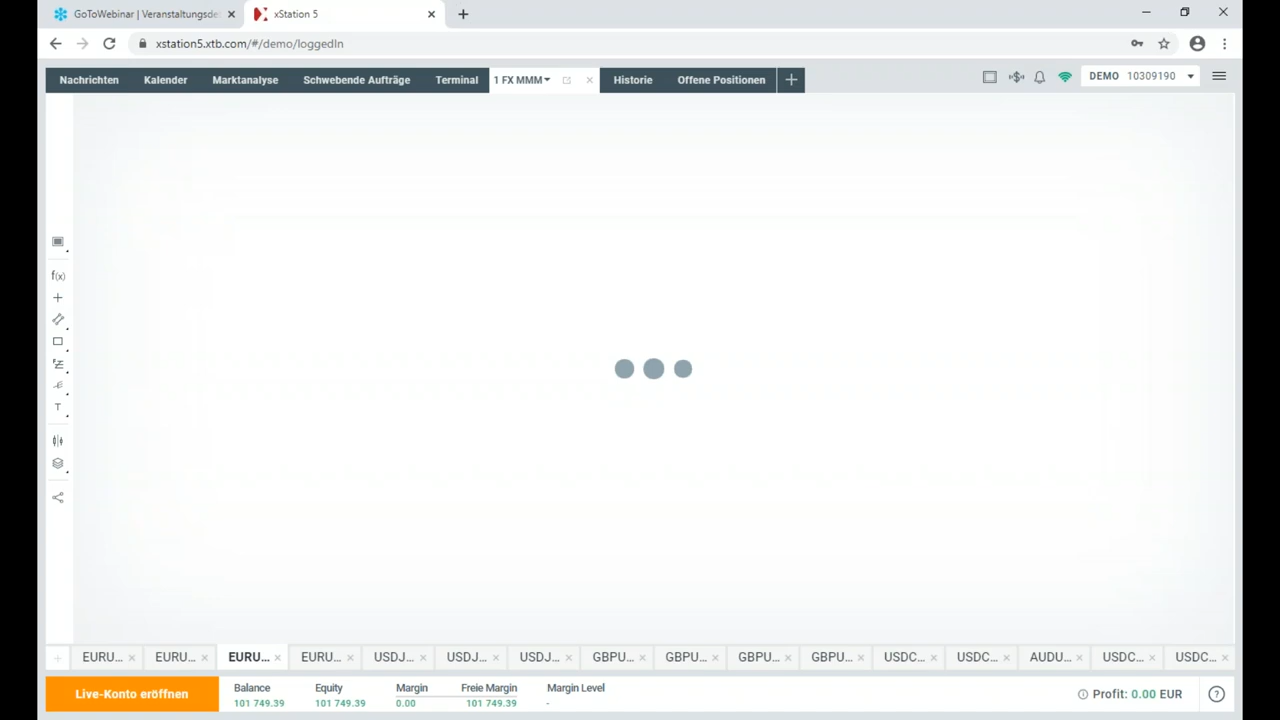 GoToWebinar | Veranstaltungsde
xStation 5
xstation5.xtb.com/#/demo/loggedIn
Nachrichten Kalender Marktanalyse Schwebende Aufträge Terminal 1 FX MMM Historie Offene Positionen
DEMO 10309190
f(x)
T
EURU... EURU... EURU... EURU... USDJ... USDJ... USDJ... GBPU... GBPU... GBPU... GBPU... USDC... USDC... AUDU... USDC... USDC...
Live-Konto eröffnen
Balance Equity Margin Freie Margin Margin Level
101 749.39 101 749.39 0.00 101 749.39 -
Profit: 0.00 EUR
?